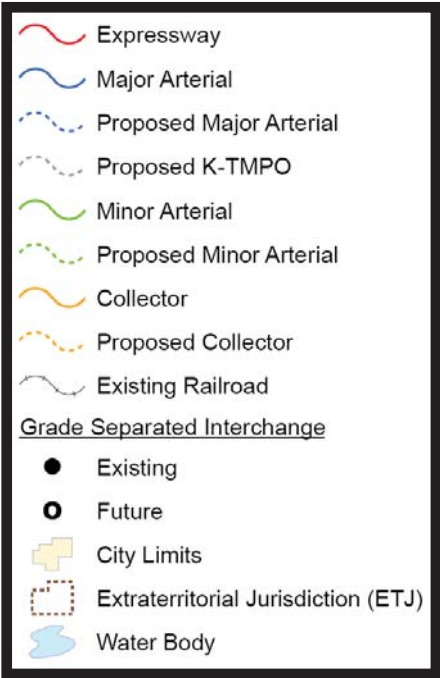 Expressway
Major Arterial
Proposed Major Arterial
Proposed K-TMPO
Minor Arterial
Proposed Minor Arterial
Collector
Proposed Collector
Existing Railroad
Grade Separated Interchange
Existing
Future
City Limits
Extraterritorial Jurisdiction (ETJ)
Water Body